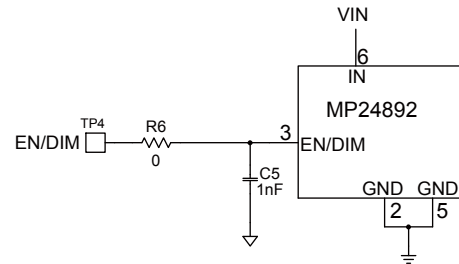 VIN
6
IN
MP24892
TP4
R6
EN/DIM
0
3
EN/DIM
C5
1nF
GND GND
2 5